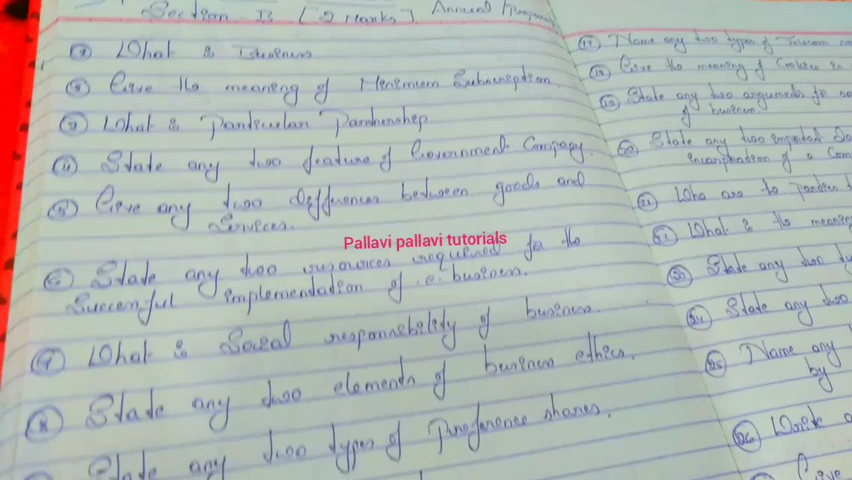 Section - B [2 Marks] Annual
① What is Business
② Give the meaning of Minimum Subscription.
③ What is Particular Partnership
④ State any two feature of Government Company.
⑤ Give any two differences between goods and
Services.
⑥ State any two resources required for the
Successful implementation of e-business.
⑦ What is Social responsibility of business.
⑧ State any two elements of business ethics.
State any two types of Preference shares.
Pallavi pallavi tutorials
⑰ Name any two types of
⑱ Give the meaning of
⑲ State any two arguments for
of business
⑳ State any two
of a
㉑ Who are
㉒ What is the meaning
㉓ State any two
㉔ State any two
㉕ Name any
by
㉖ Write
Give